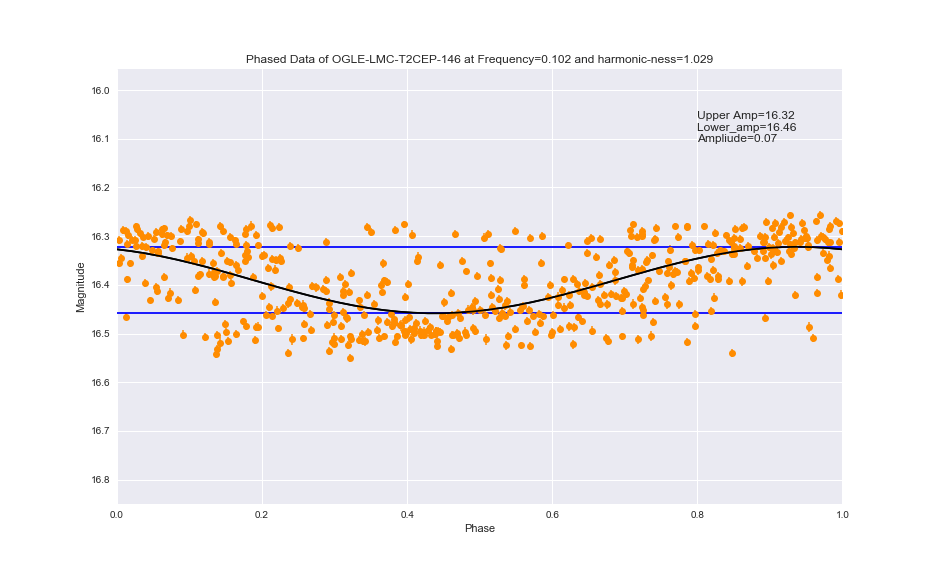 Phased Data of OGLE-LMC-T2CEP-146 at Frequency=0.102 and harmonic-ness=1.029
Upper Amp=16.32
Lower_amp=16.46
Ampliude=0.07
Magnitude
16.0
16.1
16.2
16.3
16.4
16.5
16.6
16.7
16.8
0.0 0.2 0.4 0.6 0.8 1.0
Phase